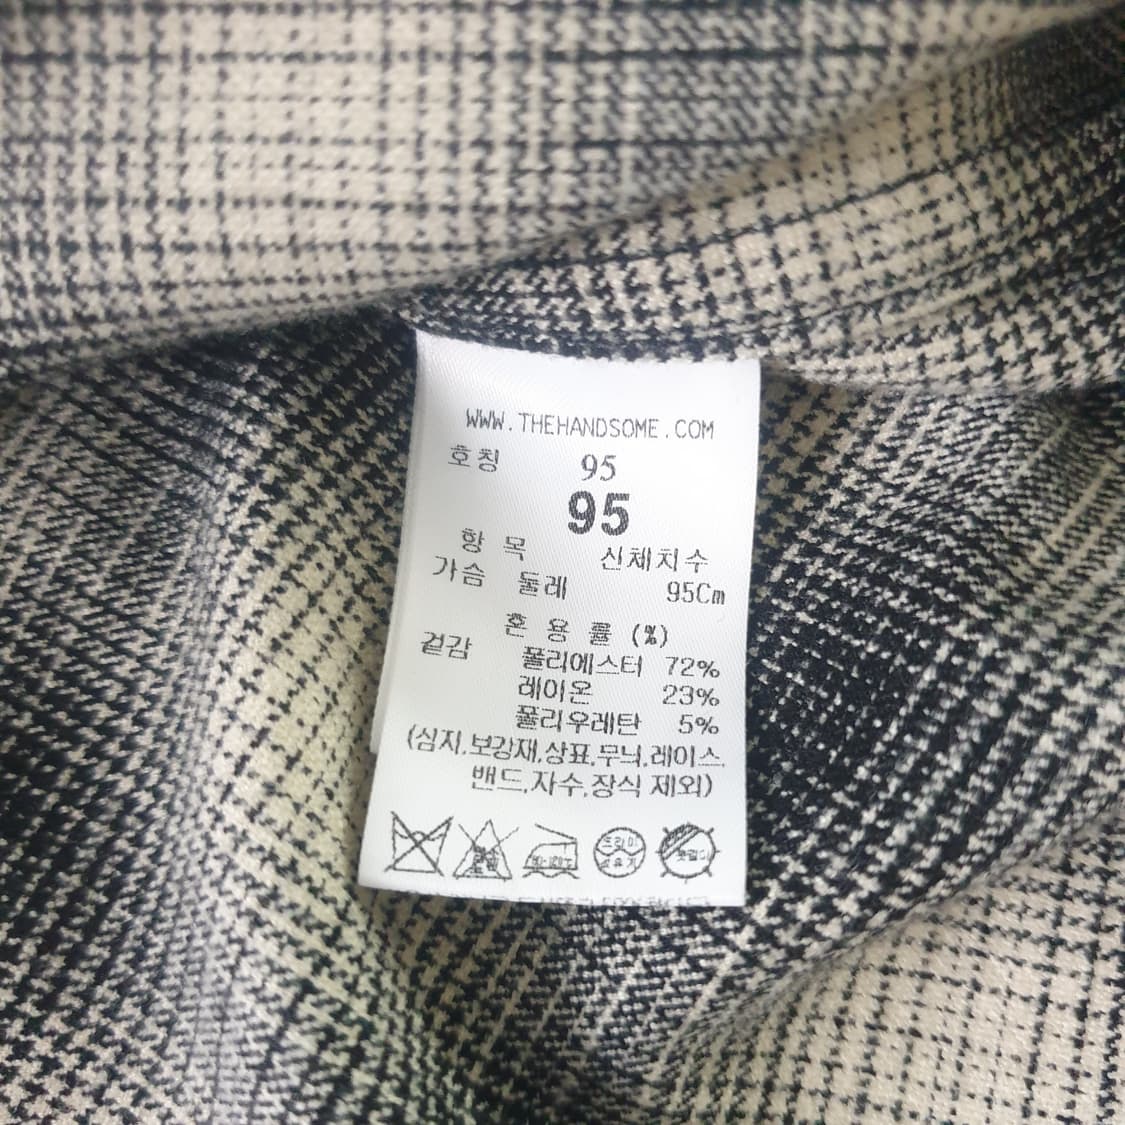 WWW.THEHANDSOME.COM
호칭 95
95
항 목 신체치수
가슴 둘레 95Cm
혼 용 률 (%)
겉감 폴리에스터 72%
레이온 23%
폴리우레탄 5%
(심지,보강재,상표,무늬,레이스,
밴드,자수,장식 제외)
드라이